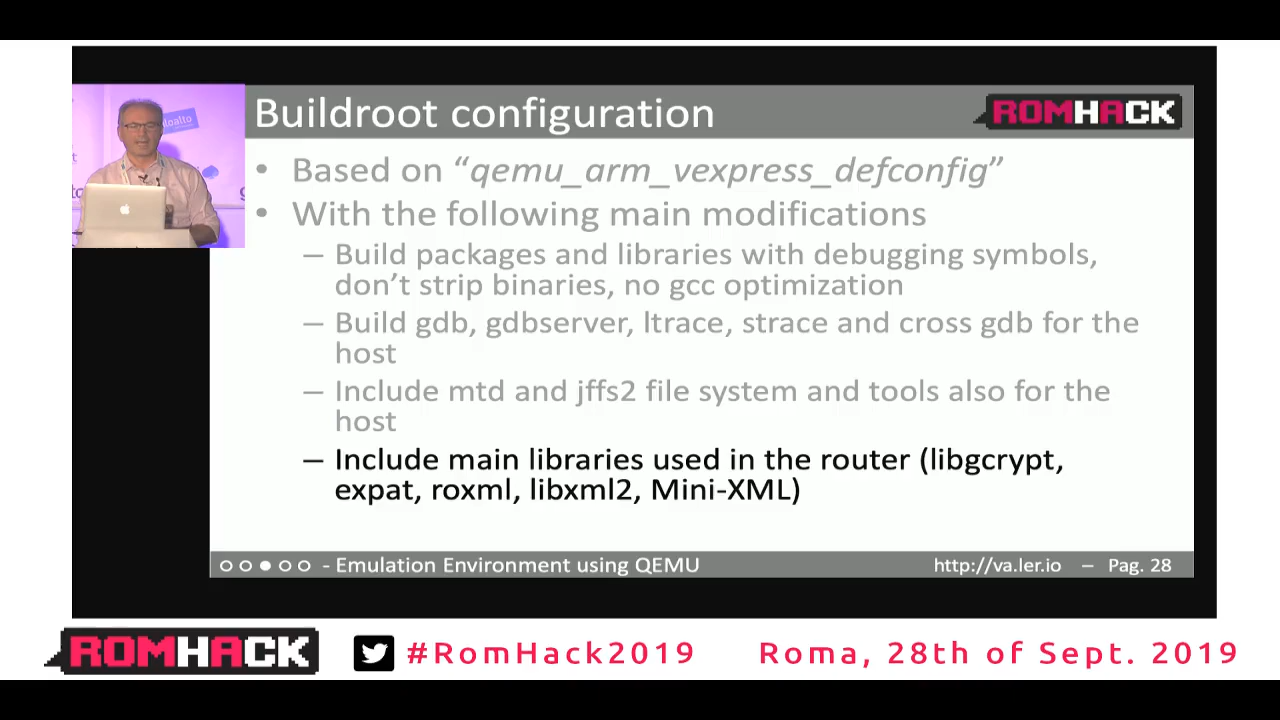 Buildroot configuration
ROMHACK
• Based on “qemu_arm_vexpress_defconfig”
• With the following main modifications
– Build packages and libraries with debugging symbols,
don’t strip binaries, no gcc optimization
– Build gdb, gdbserver, ltrace, strace and cross gdb for the
host
– Include mtd and jffs2 file system and tools also for the
host
– Include main libraries used in the router (libgcrypt,
expat, roxml, libxml2, Mini-XML)
- Emulation Environment using QEMU
http://va.ler.io – Pag. 28
ROMHACK
#RomHack2019
Roma, 28th of Sept. 2019